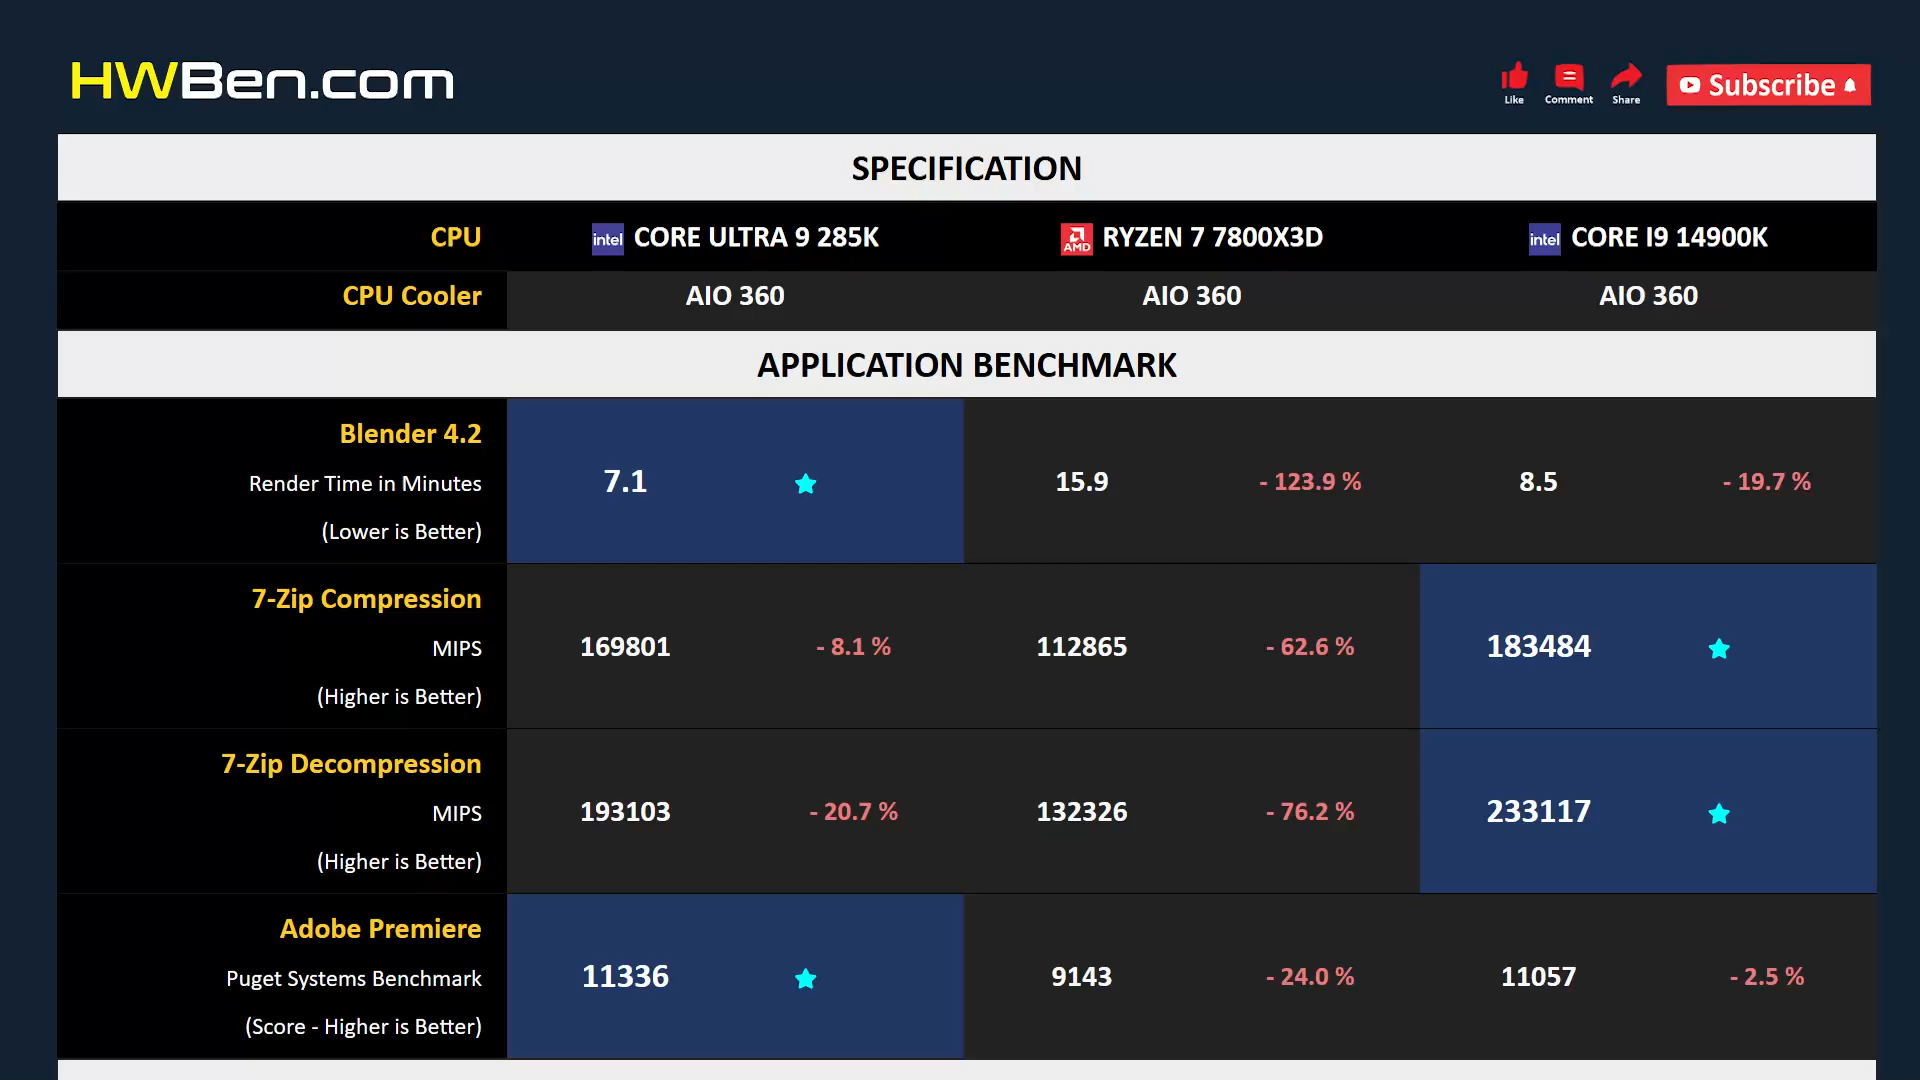 HWBen.com
Like
Comment
Share
Subscribe
SPECIFICATION
CPU
intel CORE ULTRA 9 285K
AMD RYZEN 7 7800X3D
intel CORE I9 14900K
CPU Cooler
AIO 360
AIO 360
AIO 360
APPLICATION BENCHMARK
Blender 4.2
Render Time in Minutes
(Lower is Better)
7.1
15.9
- 123.9 %
8.5
- 19.7 %
7-Zip Compression
MIPS
(Higher is Better)
169801
- 8.1 %
112865
- 62.6 %
183484
7-Zip Decompression
MIPS
(Higher is Better)
193103
- 20.7 %
132326
- 76.2 %
233117
Adobe Premiere
Puget Systems Benchmark
(Score - Higher is Better)
11336
9143
- 24.0 %
11057
- 2.5 %